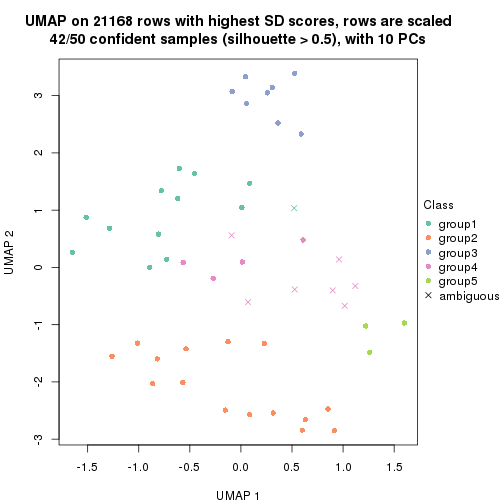 UMAP on 21168 rows with highest SD scores, rows are scaled
42/50 confident samples (silhouette > 0.5), with 10 PCs
3
2
1
0
-1
-2
-3
UMAP 2
-1.5 -1.0 -0.5 0.0 0.5 1.0 1.5
UMAP 1
Class
group1
group2
group3
group4
group5
ambiguous